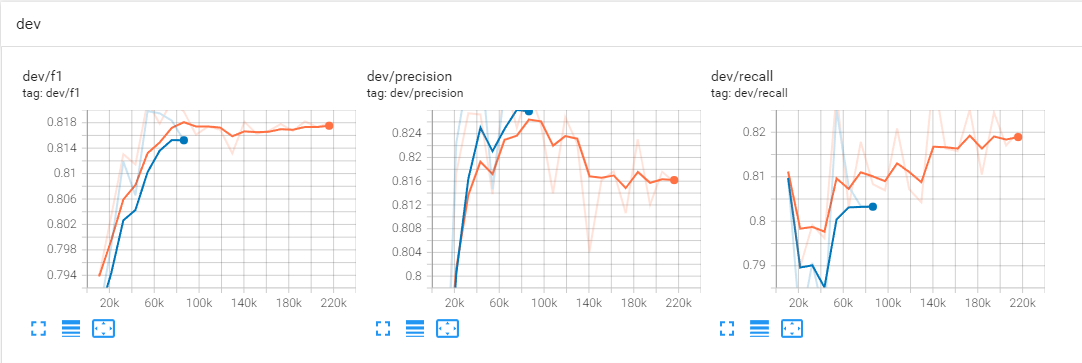 dev
dev/f1
tag: dev/f1
0.818
0.814
0.81
0.806
0.802
0.798
0.794
20k 60k 100k 140k 180k 220k
dev/precision
tag: dev/precision
0.824
0.82
0.816
0.812
0.808
0.804
0.8
20k 60k 100k 140k 180k 220k
dev/recall
tag: dev/recall
0.82
0.81
0.8
0.79
20k 60k 100k 140k 180k 220k